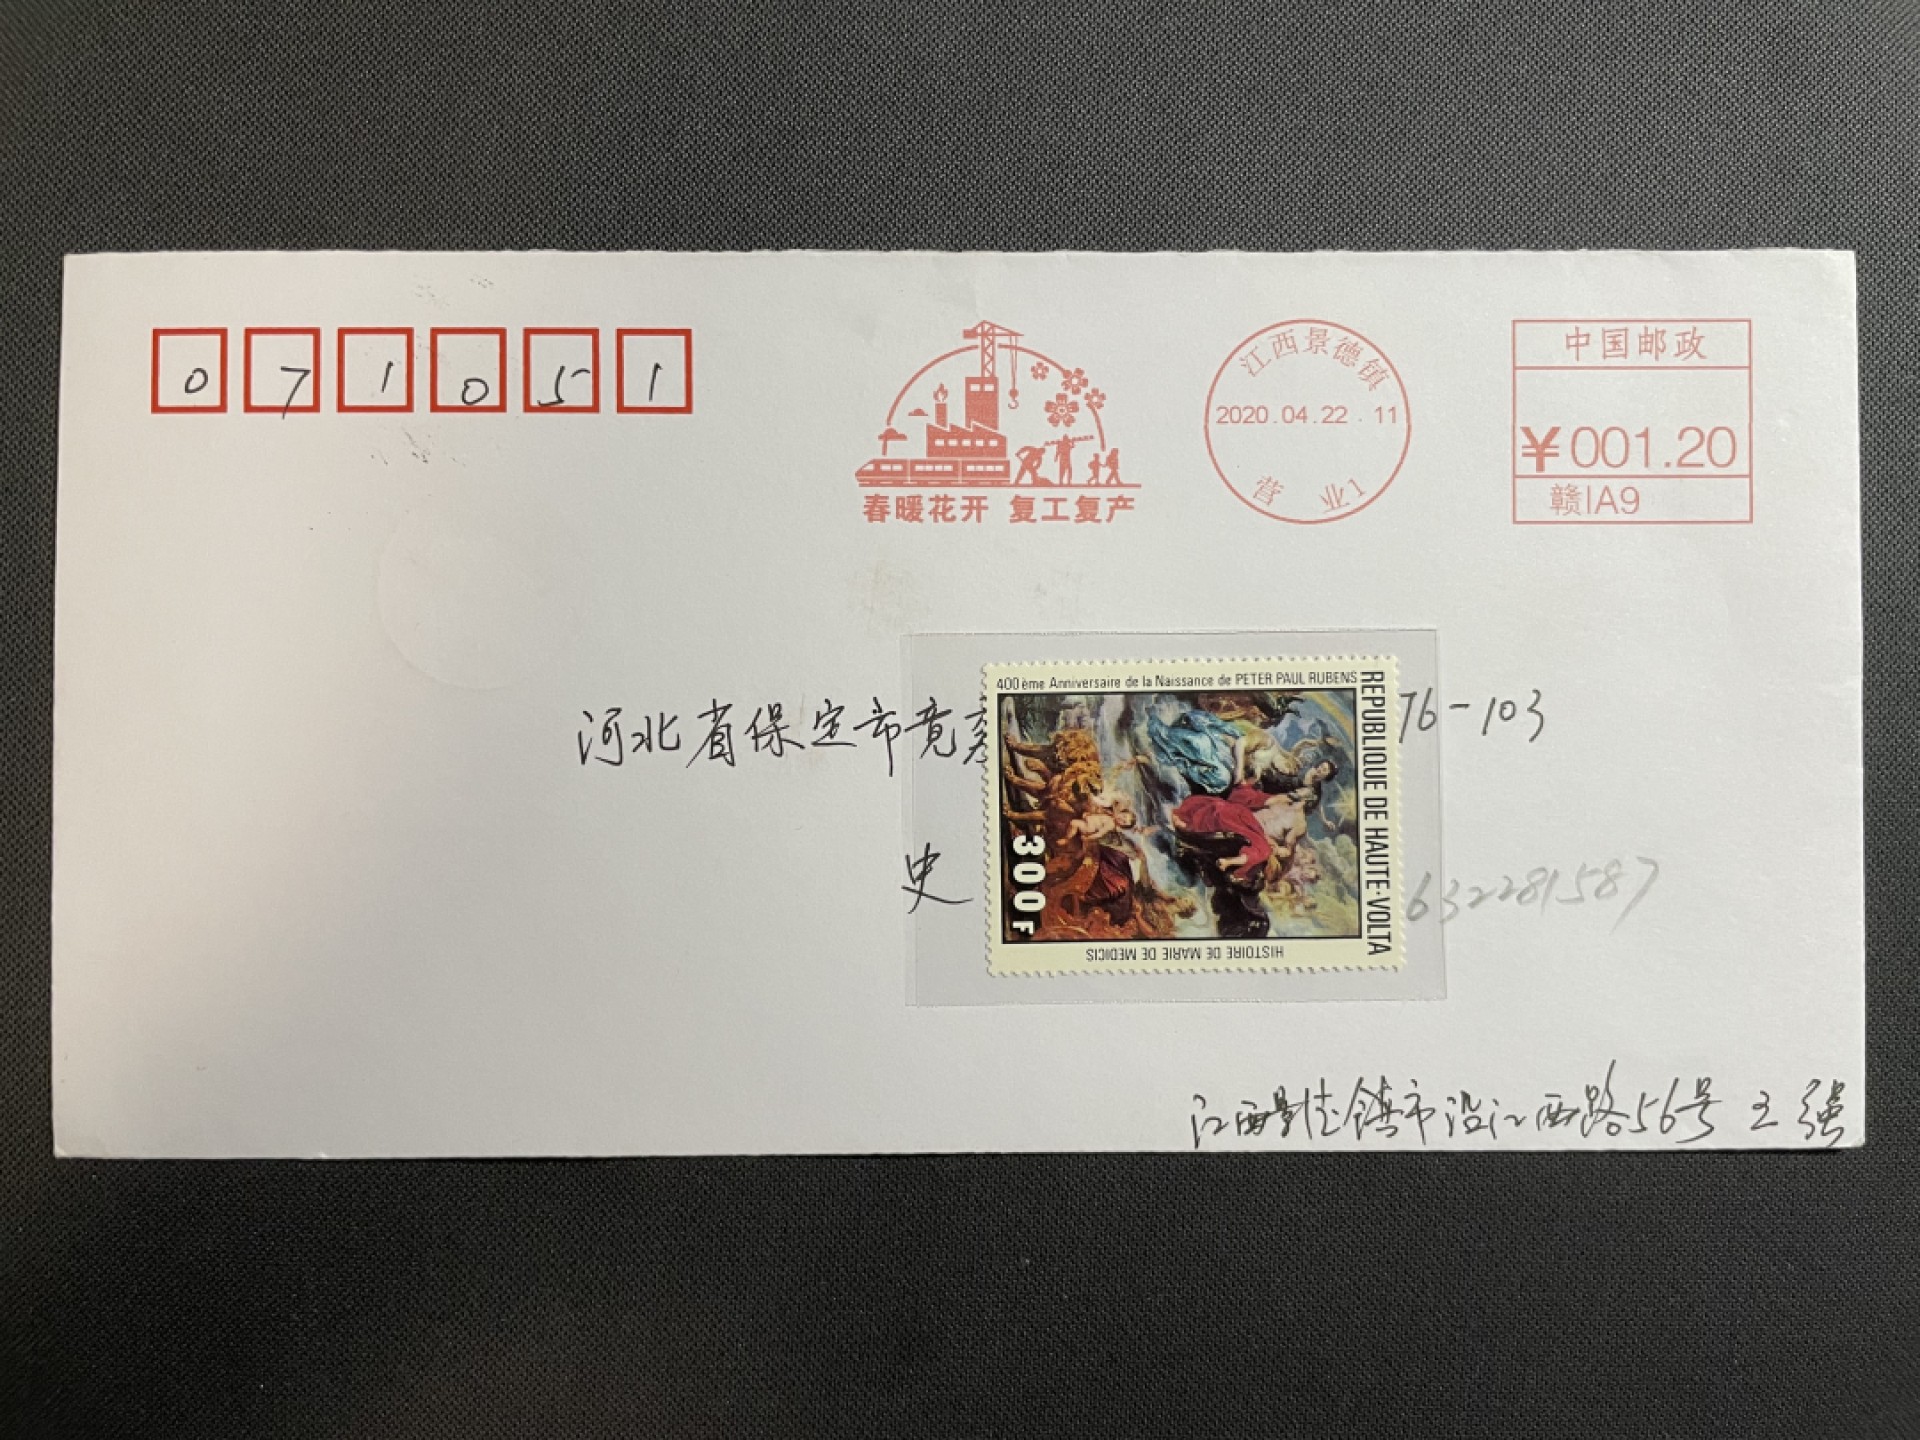 071051
春暖花开 复工复产
江西景德镇
2020.04.22.11
营业1
中国邮政
¥001.20
赣IA9
河北省保定市竞
76-103
史
632281587
400ème Anniversaire de la Naissance de PETER PAUL RUBENS
REPUBLIQUE DE HAUTE-VOLTA
300F
HISTOIRE DE MARIE DE MEDICIS
江西景德镇市沿江西路56号 王强